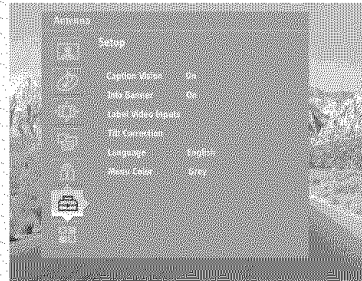 Antenna
Setup
Caption Vision On
Info Banner On
Label Video Inputs
Tilt Correction
Language English
Menu Color Grey